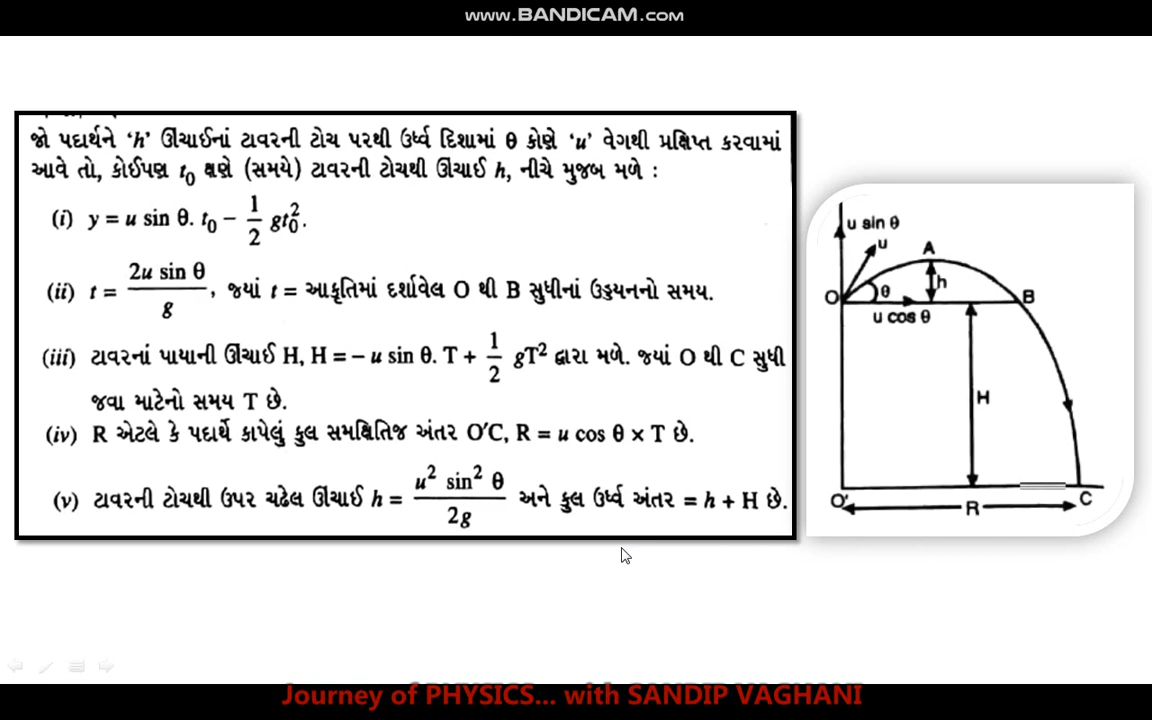 www.BANDICAM.com
જો પદાર્થને ‘h’ ઊંચાઈનાં ટાવરની ટોચ પરથી ઉર્ધ્વ દિશામાં θ કોણે ‘u’ વેગથી પ્રક્ષિપ્ત કરવામાં
આવે તો, કોઈપણ t₀ ક્ષણે (સમયે) ટાવરની ટોચથી ઊંચાઈ h, નીચે મુજબ મળે :
(i) y = u sin θ. t₀ − 1/2 gt₀².
(ii) t = 2u sin θ / g, જયાં t = આકૃતિમાં દર્શાવેલ O થી B સુધીનાં ઉડ્ડયનનો સમય.
(iii) ટાવરનાં પાયાની ઊંચાઈ H, H = − u sin θ. T + 1/2 gT² દ્વારા મળે. જયાં O થી C સુધી
જવા માટેનો સમય T છે.
(iv) R એટલે કે પદાર્થે કાપેલું કુલ સમક્ષિતિજ અંતર O′C, R = u cos θ × T છે.
(v) ટાવરની ટોચથી ઉપર ચઢેલ ઊંચાઈ h = u² sin² θ / 2g અને કુલ ઉર્ધ્વ અંતર = h + H છે.
u sin θ
u
A
h
O
θ
B
u cos θ
H
O'
R
C
Journey of PHYSICS... with SANDIP VAGHANI